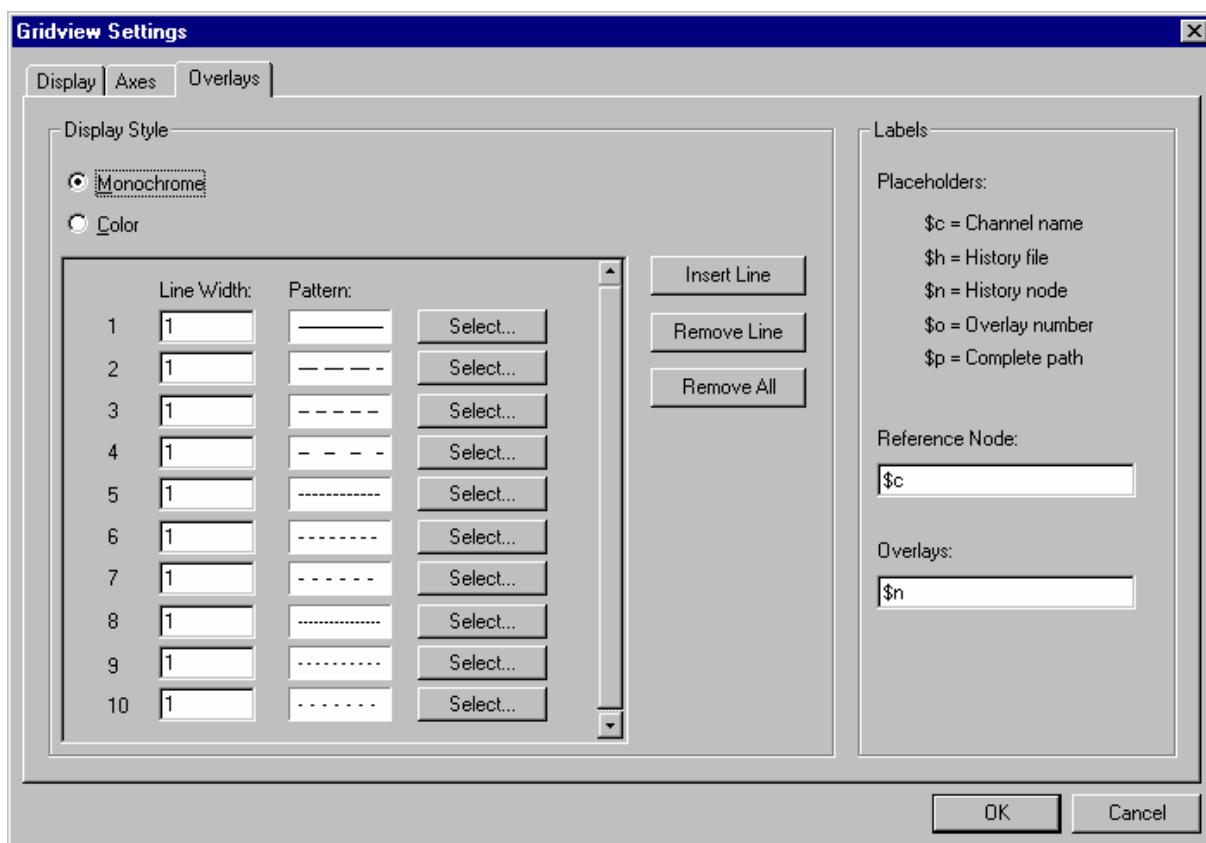 Gridview Settings
Display Axes Overlays
Display Style
Monochrome
Color
Line Width: Pattern:
1 1 Select...
2 1 Select...
3 1 Select...
4 1 Select...
5 1 Select...
6 1 Select...
7 1 Select...
8 1 Select...
9 1 Select...
10 1 Select...
Insert Line
Remove Line
Remove All
Labels
Placeholders:
$c = Channel name
$h = History file
$n = History node
$o = Overlay number
$p = Complete path
Reference Node:
$c
Overlays:
$n
OK Cancel